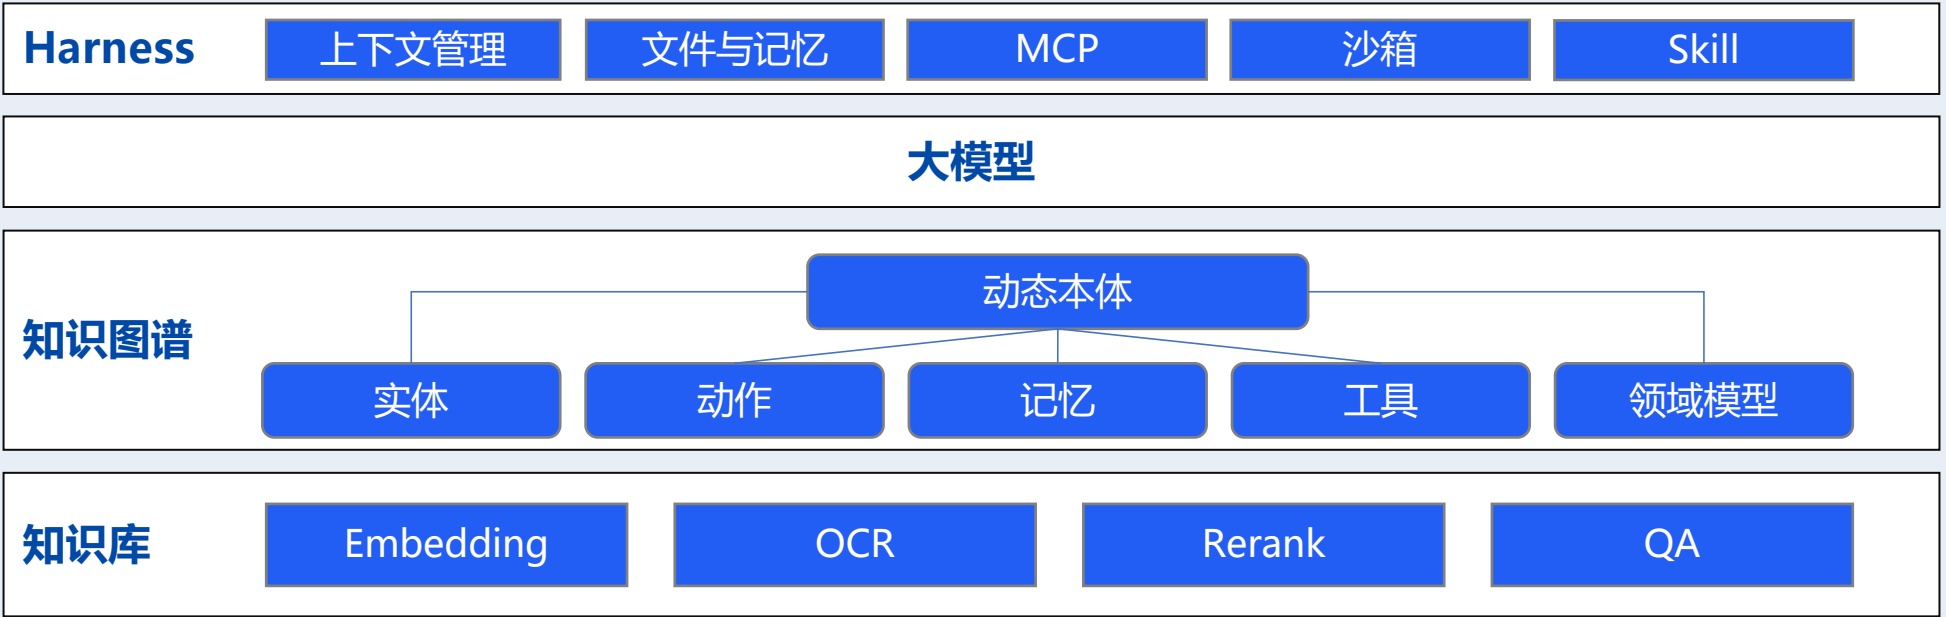 Harness
上下文管理
文件与记忆
MCP
沙箱
Skill
大模型
知识图谱
动态本体
实体
动作
记忆
工具
领域模型
知识库
Embedding
OCR
Rerank
QA